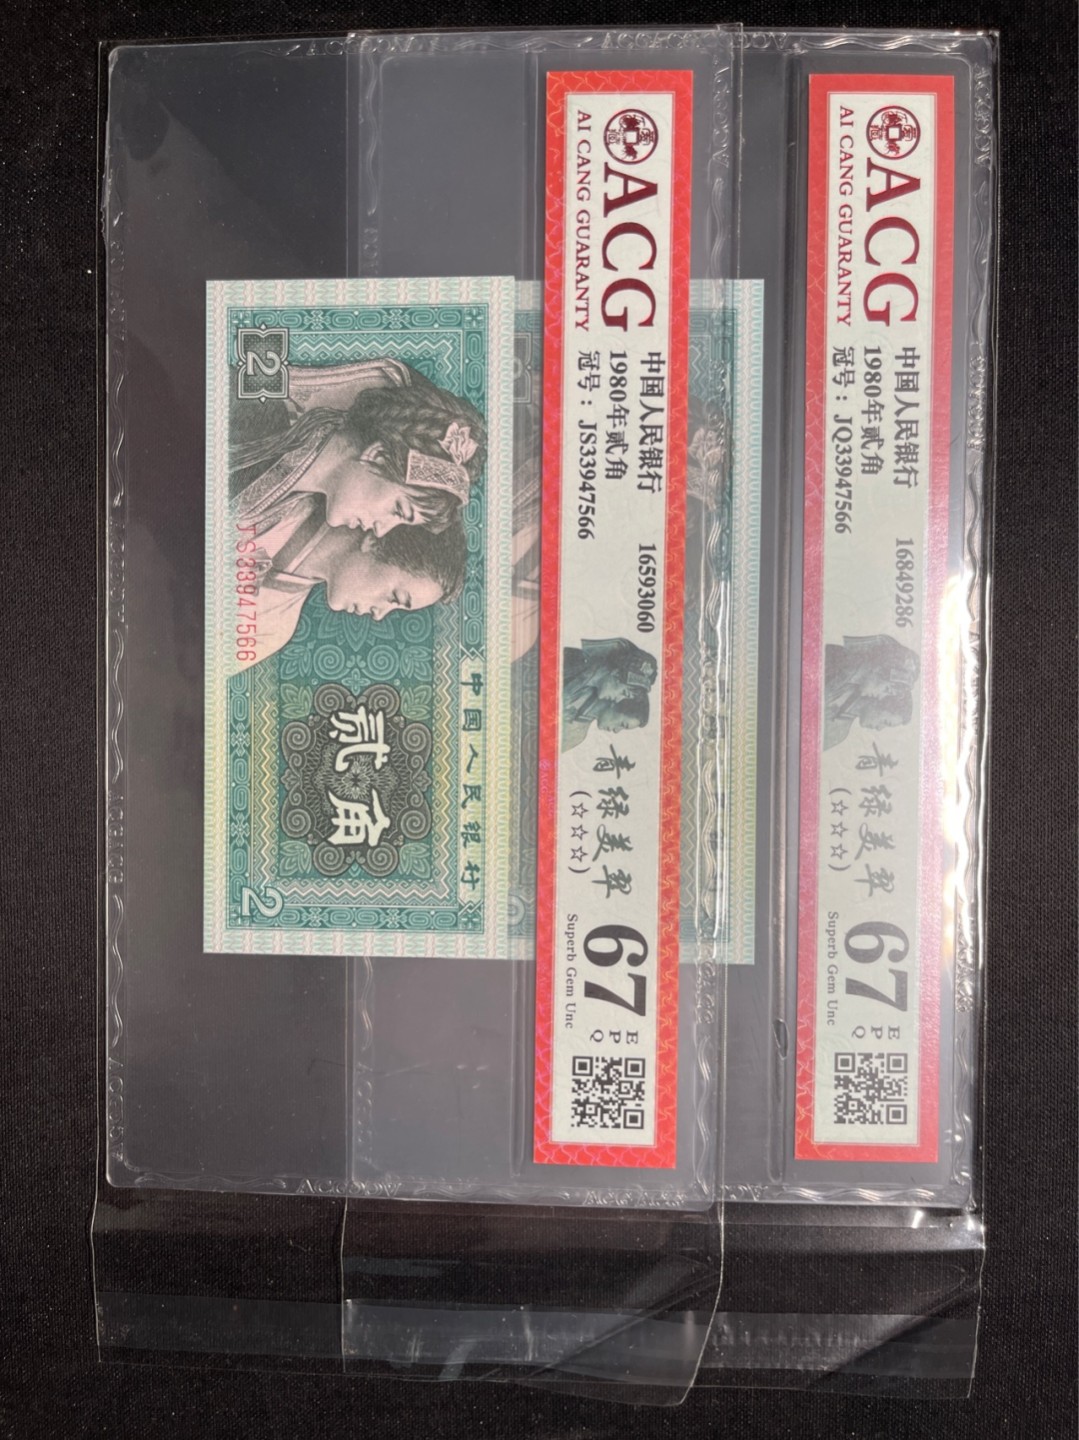 ACG
AI CANG GUARANTY
中国人民银行
1980年贰角
冠号：JS33947566
16593060
青绿美翠
(☆☆☆)
67
EPQ
Superb Gem Unc
ACG
AI CANG GUARANTY
中国人民银行
1980年贰角
冠号：JQ33947566
16849286
青绿美翠
(☆☆☆)
67
EPQ
Superb Gem Unc
中国人民银行
2
贰角
JS33947566
2